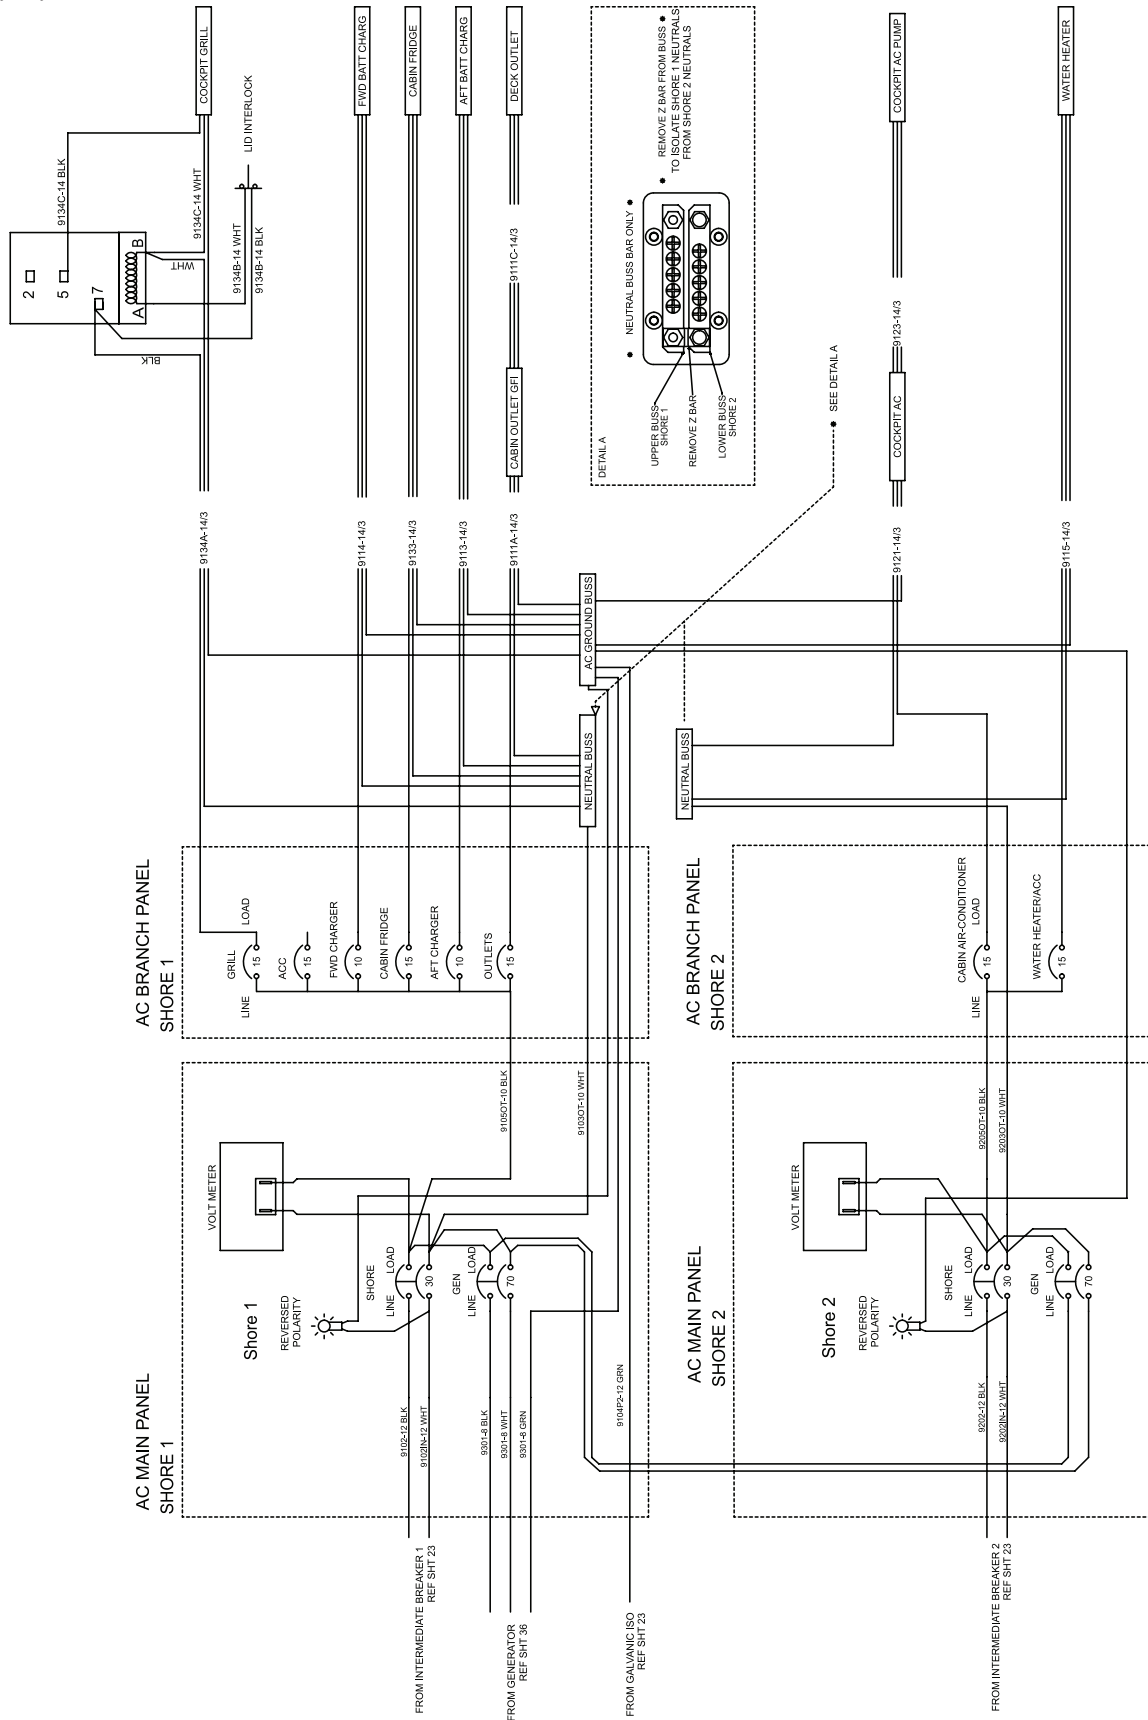 COCKPIT GRILL
FWD BATT CHARG
CABIN FRIDGE
AFT BATT CHARG
DECK OUTLET
COCKPIT AC PUMP
WATER HEATER
2
5
7
A
B
9134C-14 BLK
9134C-14 WHT
WHT
9134B-14 WHT
9134B-14 BLK
LID INTERLOCK
BLK
DETAIL A
* NEUTRAL BUSS BAR ONLY *
* REMOVE Z BAR FROM BUSS *
TO ISOLATE SHORE 1 NEUTRALS
FROM SHORE 2 NEUTRALS
UPPER BUSS
SHORE 1
REMOVE Z BAR
LOWER BUSS
SHORE 2
* SEE DETAIL A
9111C-14/3
CABIN OUTLET GFI
9123-14/3
COCKPIT AC
9134A-14/3
9114-14/3
9133-14/3
9113-14/3
9111A-14/3
9121-14/3
9115-14/3
AC GROUND BUSS
NEUTRAL BUSS
NEUTRAL BUSS
AC BRANCH PANEL
SHORE 1
LINE
LOAD
GRILL
15
ACC
15
FWD CHARGER
10
CABIN FRIDGE
15
AFT CHARGER
10
OUTLETS
15
AC BRANCH PANEL
SHORE 2
LINE
LOAD
CABIN AIR-CONDITIONER
15
WATER HEATER/ACC
15
AC MAIN PANEL
SHORE 1
VOLT METER
Shore 1
REVERSED
POLARITY
SHORE
LINE
LOAD
30
GEN
LINE
LOAD
70
9105OT-10 BLK
9103OT-10 WHT
9102-12 BLK
9102IN-12 WHT
9301-8 BLK
9301-8 WHT
9301-8 GRN
9104P2-12 GRN
FROM INTERMEDIATE BREAKER 1
REF SHT 23
FROM GENERATOR
REF SHT 36
FROM GALVANIC ISO
REF SHT 23
AC MAIN PANEL
SHORE 2
VOLT METER
Shore 2
REVERSED
POLARITY
SHORE
LINE
LOAD
30
GEN
LINE
LOAD
70
9205OT-10 BLK
9203OT-10 WHT
9202-12 BLK
9202IN-12 WHT
FROM INTERMEDIATE BREAKER 2
REF SHT 23